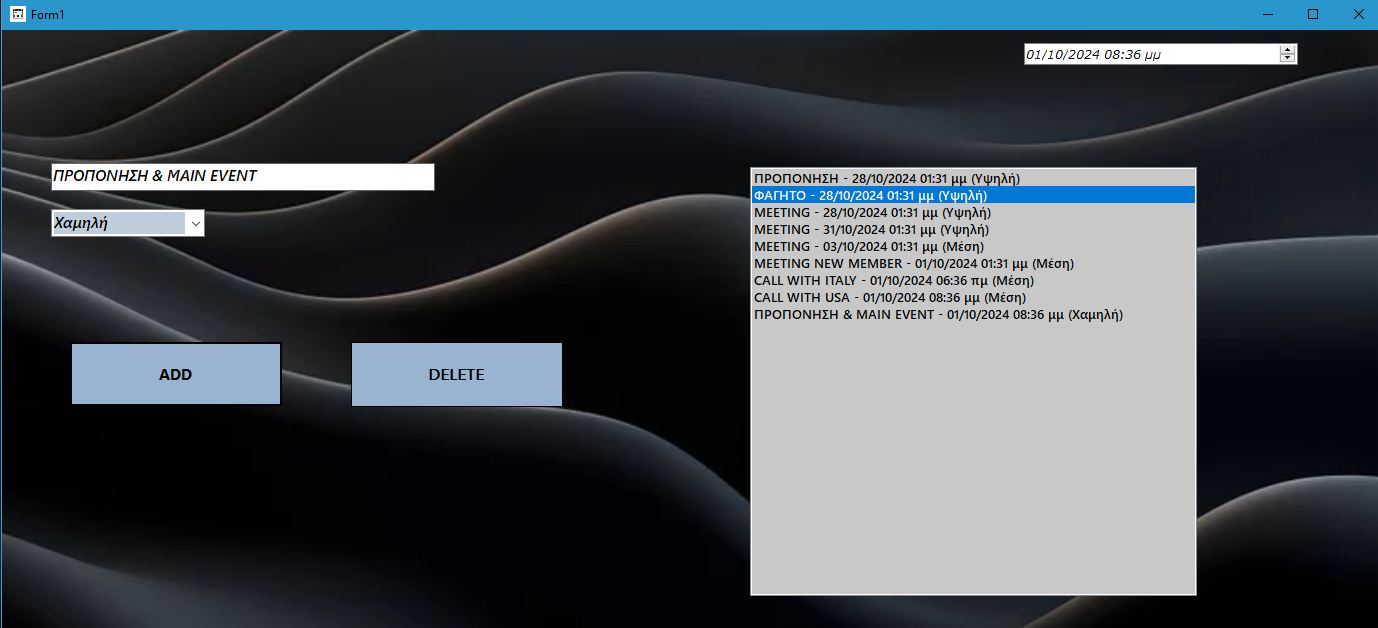 Form1
01/10/2024 08:36 μμ
ΠΡΟΠΟΝΗΣΗ & MAIN EVENT
Χαμηλή
ADD
DELETE
ΠΡΟΠΟΝΗΣΗ - 28/10/2024 01:31 μμ (Υψηλή)
ΦΑΓΗΤΟ - 28/10/2024 01:31 μμ (Υψηλή)
MEETING - 28/10/2024 01:31 μμ (Υψηλή)
MEETING - 31/10/2024 01:31 μμ (Υψηλή)
MEETING - 03/10/2024 01:31 μμ (Μέση)
MEETING NEW MEMBER - 01/10/2024 01:31 μμ (Μέση)
CALL WITH ITALY - 01/10/2024 06:36 πμ (Μέση)
CALL WITH USA - 01/10/2024 08:36 μμ (Μέση)
ΠΡΟΠΟΝΗΣΗ & MAIN EVENT - 01/10/2024 08:36 μμ (Χαμηλή)